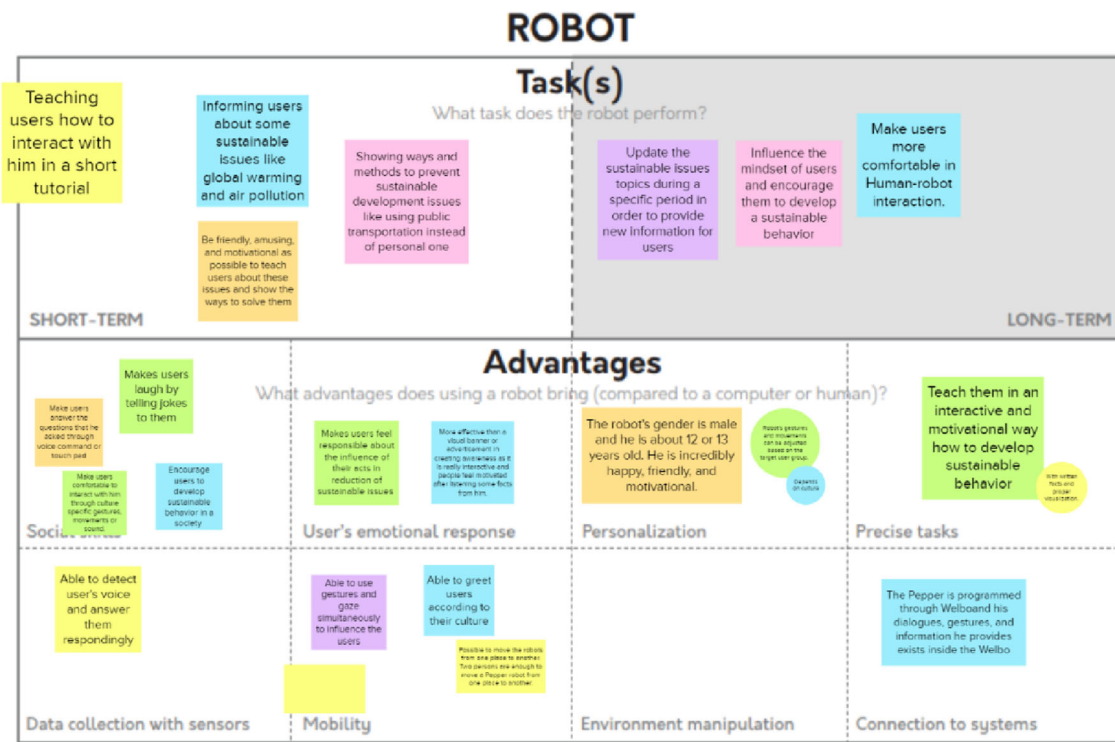 ROBOT
Task(s)
What task does the robot perform?
Teaching
users how to
interact with
him in a short
tutorial
Informing users
about some
sustainable
issues like
global warming
and air pollution
Be friendly, amusing,
and motivational as
possible to teach
users about these
issues and show the
ways to solve them
Showing ways and
methods to prevent
sustainable
development issues
like using public
transportation instead
of personal one
Update the
sustainable issues
topics during a
specific period in
order to provide
new information for
users
Influence the
mindset of users
and encourage
them to develop
a sustainable
behavior
Make users
more
comfortable in
Human-robot
interaction.
SHORT-TERM
LONG-TERM
Advantages
What advantages does using a robot bring (compared to a computer or human)?
Make users
answer the
questions that he
asked through
voice command or
touch pad
Makes users
laugh by
telling jokes
to them
Make users
comfortable to
interact with him
through culture
specific gestures,
movements or
sound.
Encourage
users to
develop
sustainable
behavior in a
society
Social skills
Makes users feel
responsible about
the influence of
their acts in
reduction of
sustainable issues
More effective than a
visual banner or
advertisement in
creating awareness as it
is really interactive and
people feel motivated
after listening some
facts from him.
User's emotional response
The robot's gender is male
and he is about 12 or 13
years old. He is incredibly
happy, friendly, and
motivational.
Robot's gestures
and movements
can be adjusted
based on the
target user group.
Depends
on culture
Personalization
Teach them in an
interactive and
motivational way
how to develop
sustainable
behavior
With written
facts and
proper
visualization.
Precise tasks
Able to detect
user's voice
and answer
them
respondingly
Data collection with sensors
Able to use
gestures and
gaze
simultaneously
to influence the
users
Able to greet
users
according to
their culture
Possible to move the robots
from one place to another.
Two persons are enough to
move a Pepper robot from
one place to another.
Mobility
Environment manipulation
The Pepper is programmed
through Welboand his
dialogues, gestures, and
information he provides
exists inside the Welbo
Connection to systems